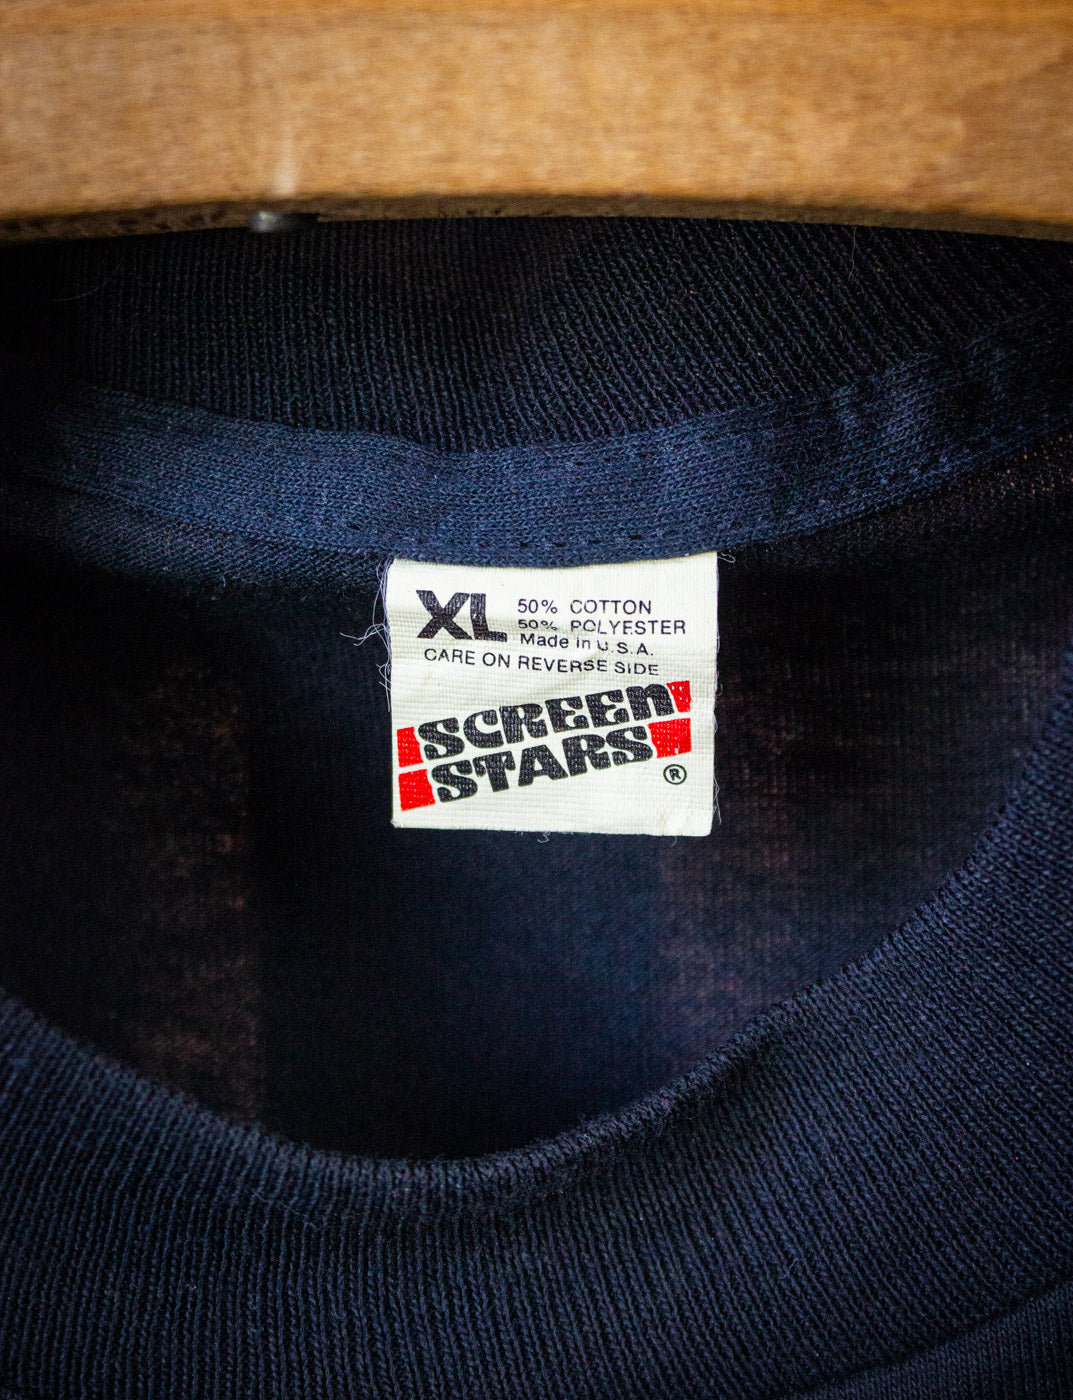 XL
50% COTTON
50% POLYESTER
Made in U.S.A.
CARE ON REVERSE SIDE
SCREEN
STARS
®